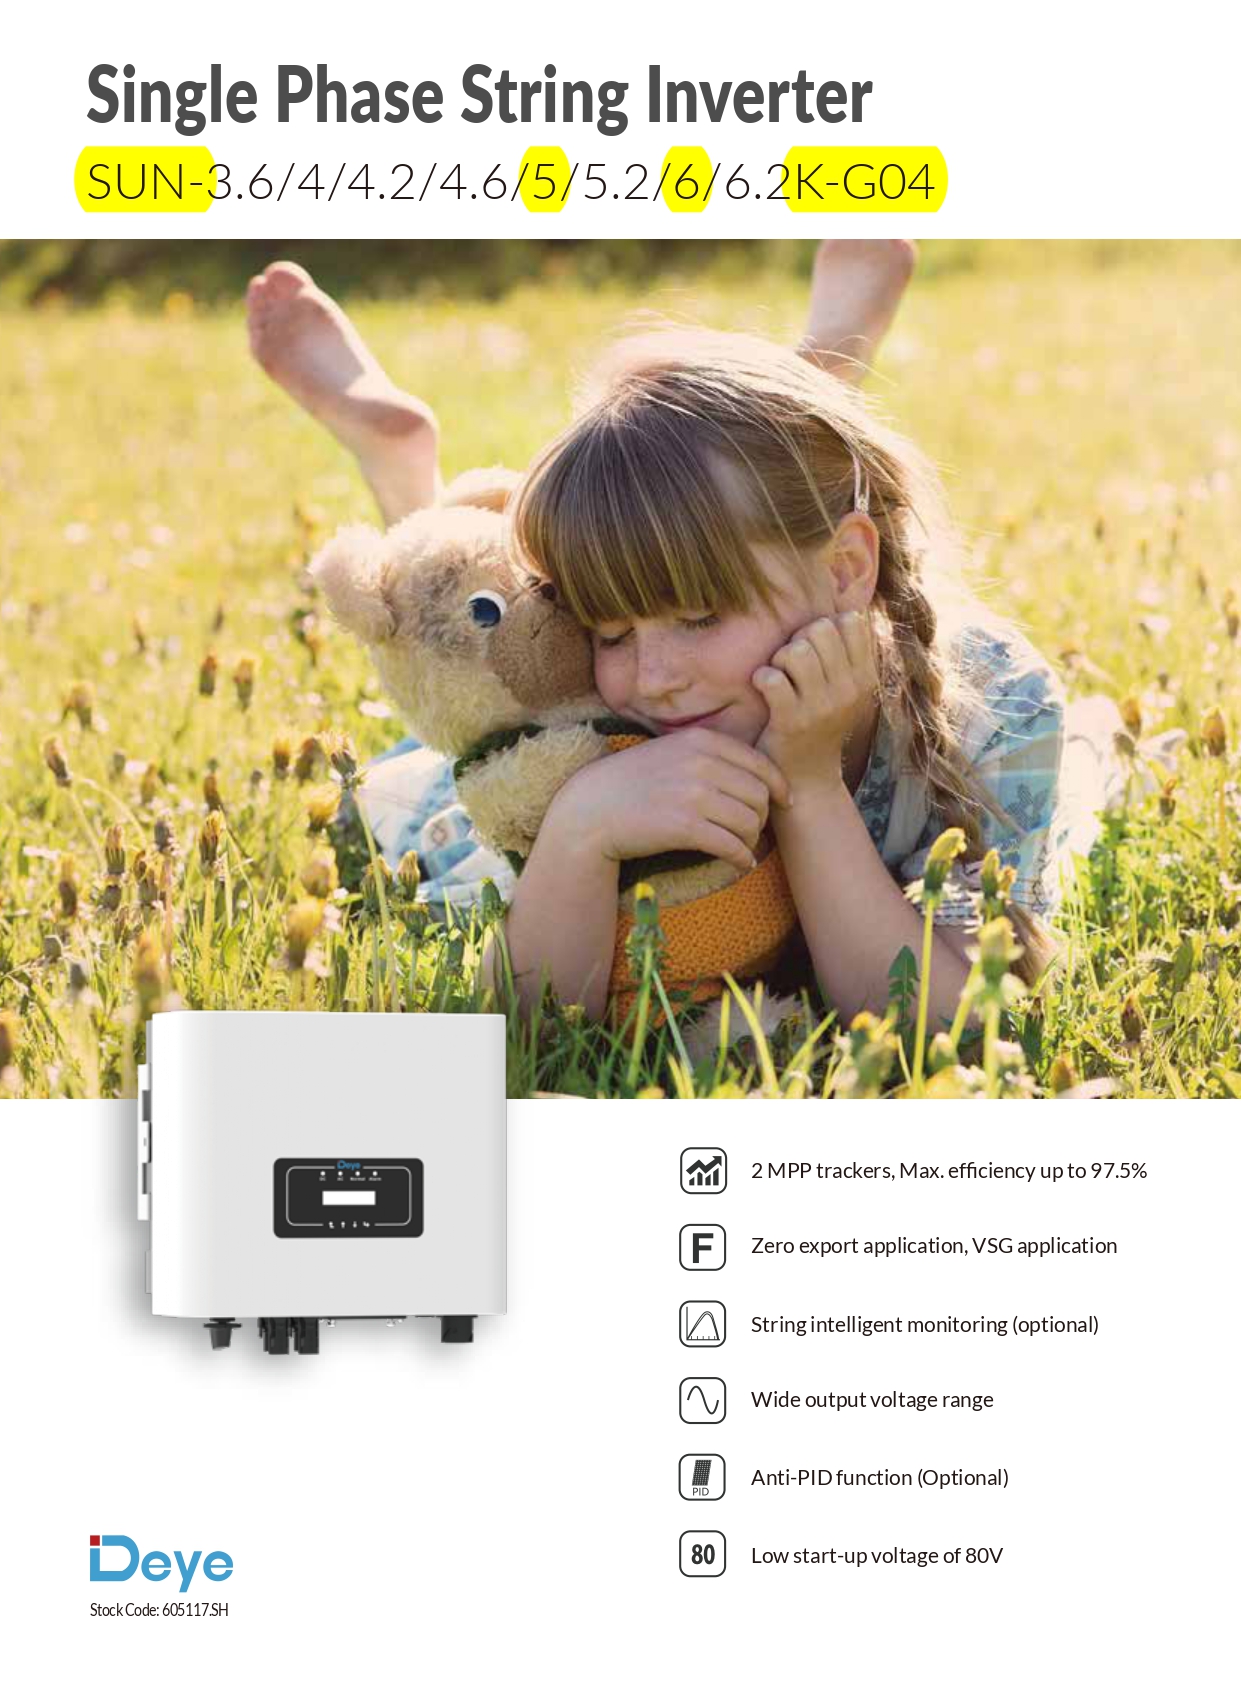 Single Phase String Inverter
SUN-3.6/4/4.2/4.6/5/5.2/6/6.2K-G04
Deye
2 MPP trackers, Max. efficiency up to 97.5%
F
Zero export application, VSG application
String intelligent monitoring (optional)
Wide output voltage range
PID
Anti-PID function (Optional)
80
Low start-up voltage of 80V
Deye
Stock Code: 605117.SH